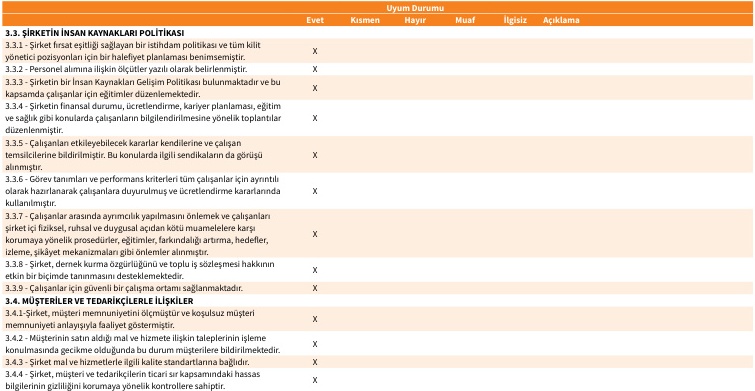 Uyum Durumu
Evet Kısmen Hayır Muaf İlgisiz Açıklama
3.3. ŞİRKETİN İNSAN KAYNAKLARI POLİTİKASI
3.3.1 - Şirket fırsat eşitliği sağlayan bir istihdam politikası ve tüm kilit
yönetici pozisyonları için bir halefiyet planlaması benimsemiştir. X
3.3.2 - Personel alımına ilişkin ölçütler yazılı olarak belirlenmiştir. X
3.3.3 - Şirketin bir İnsan Kaynakları Gelişim Politikası bulunmaktadır ve bu
kapsamda çalışanlar için eğitimler düzenlemektedir. X
3.3.4 - Şirketin finansal durumu, ücretlendirme, kariyer planlaması, eğitim
ve sağlık gibi konularda çalışanların bilgilendirilmesine yönelik toplantılar X
düzenlenmiştir.
3.3.5 - Çalışanları etkileyebilecek kararlar kendilerine ve çalışan
temsilcilerine bildirilmiştir. Bu konularda ilgili sendikaların da görüşü X
alınmıştır.
3.3.6 - Görev tanımları ve performans kriterleri tüm çalışanlar için ayrıntılı
olarak hazırlanarak çalışanlara duyurulmuş ve ücretlendirme kararlarında X
kullanılmıştır.
3.3.7 - Çalışanlar arasında ayrımcılık yapılmasını önlemek ve çalışanları
şirket içi fiziksel, ruhsal ve duygusal açıdan kötü muamelelere karşı
korumaya yönelik prosedürler, eğitimler, farkındalığı artırma, hedefler, X
izleme, şikâyet mekanizmaları gibi önlemler alınmıştır.
3.3.8 - Şirket, dernek kurma özgürlüğünü ve toplu iş sözleşmesi hakkının
etkin bir biçimde tanınmasını desteklemektedir. X
3.3.9 - Çalışanlar için güvenli bir çalışma ortamı sağlanmaktadır. X
3.4. MÜŞTERİLER VE TEDARİKÇİLERLE İLİŞKİLER
3.4.1-Şirket, müşteri memnuniyetini ölçmüştür ve koşulsuz müşteri
memnuniyeti anlayışıyla faaliyet göstermiştir. X
3.4.2 - Müşterinin satın aldığı mal ve hizmete ilişkin taleplerinin işleme
konulmasında gecikme olduğunda bu durum müşterilere bildirilmektedir. X
3.4.3 - Şirket mal ve hizmetlerle ilgili kalite standartlarına bağlıdır. X
3.4.4 - Şirket, müşteri ve tedarikçilerin ticari sır kapsamındaki hassas
bilgilerinin gizliliğini korumaya yönelik kontrollere sahiptir. X